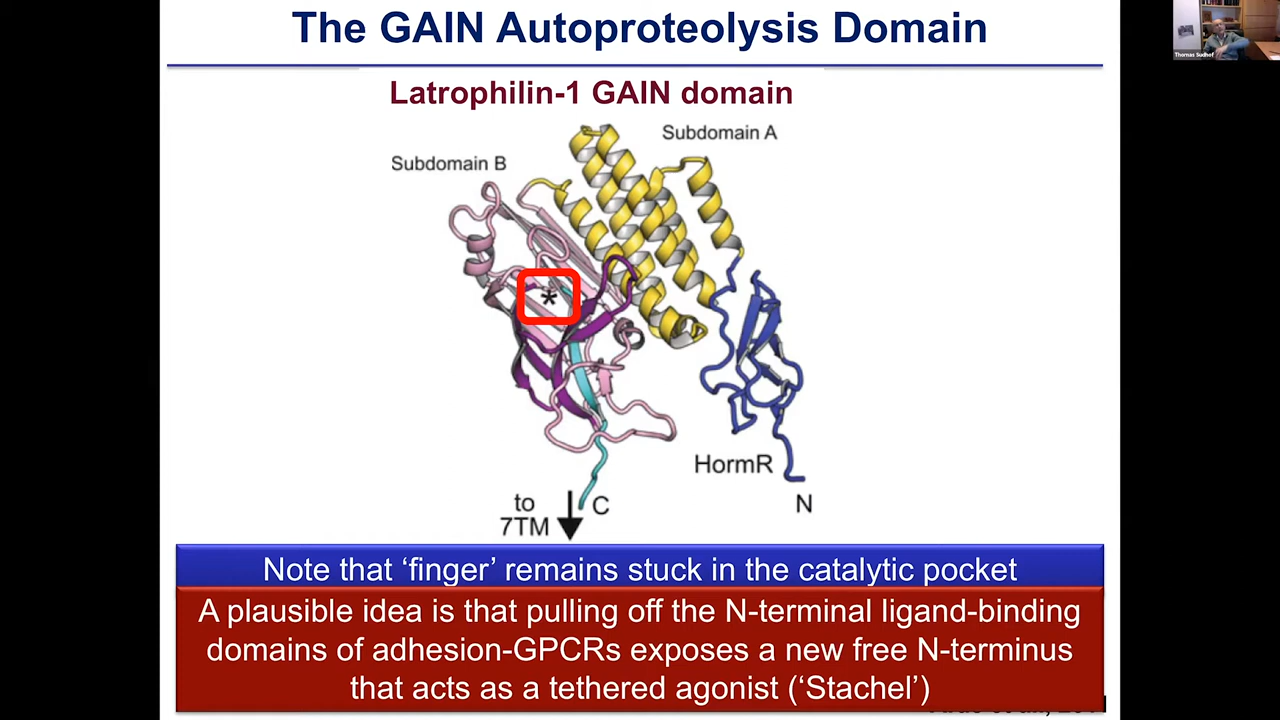 The GAIN Autoproteolysis Domain
Thomas Sudhof
Latrophilin-1 GAIN domain
Subdomain A
Subdomain B
*
HormR
to
7TM
C
N
Note that ‘finger’ remains stuck in the catalytic pocket
A plausible idea is that pulling off the N-terminal ligand-binding
domains of adhesion-GPCRs exposes a new free N-terminus
that acts as a tethered agonist (‘Stachel’)